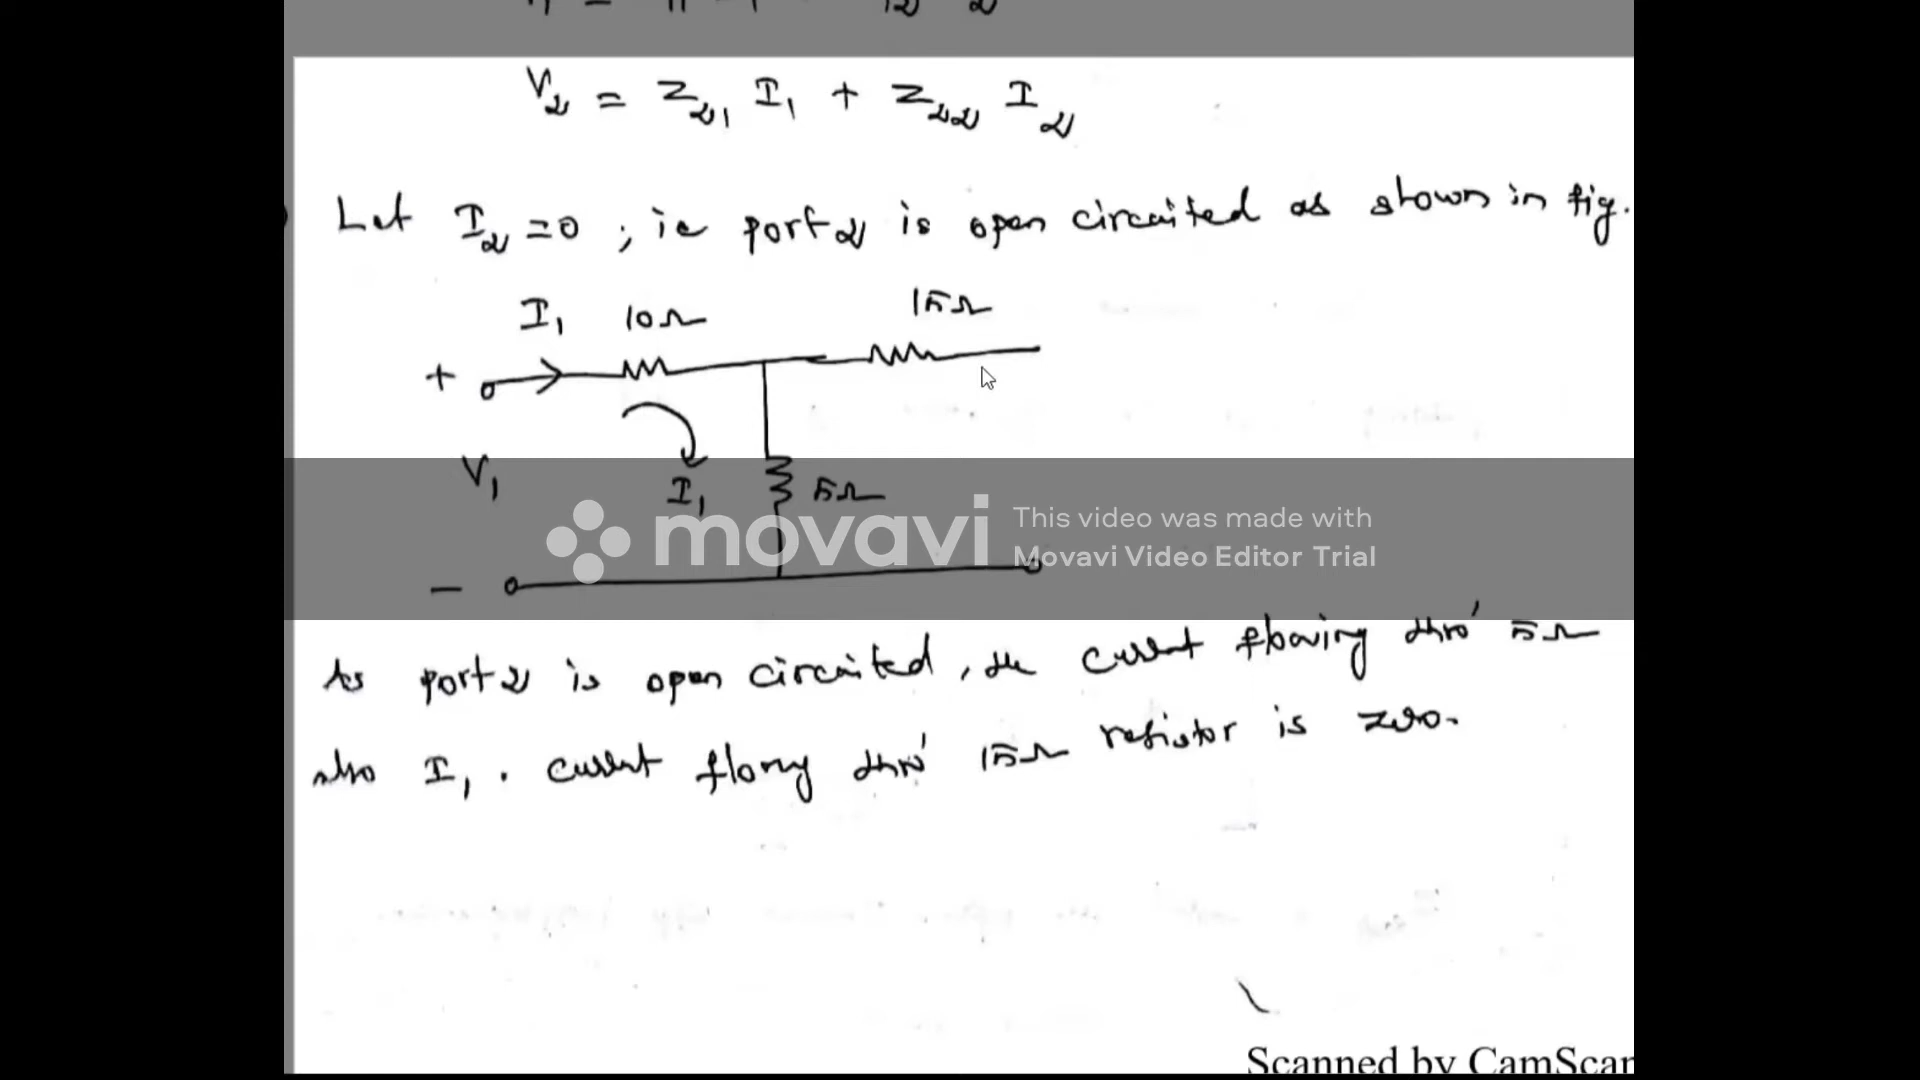 V2 = Z21 I1 + Z22 I2
Let I2 = 0 ; ie port 2 is open circuited as shown in fig.
I1 10Ω 15Ω
+
V1 I1 5Ω
movavi
This video was made with
Movavi Video Editor Trial
−
As port 2 is open circuited, the current flowing thro' 5Ω
also I1 . current flowing thro' 15Ω resistor is zero.
Scanned by CamScan